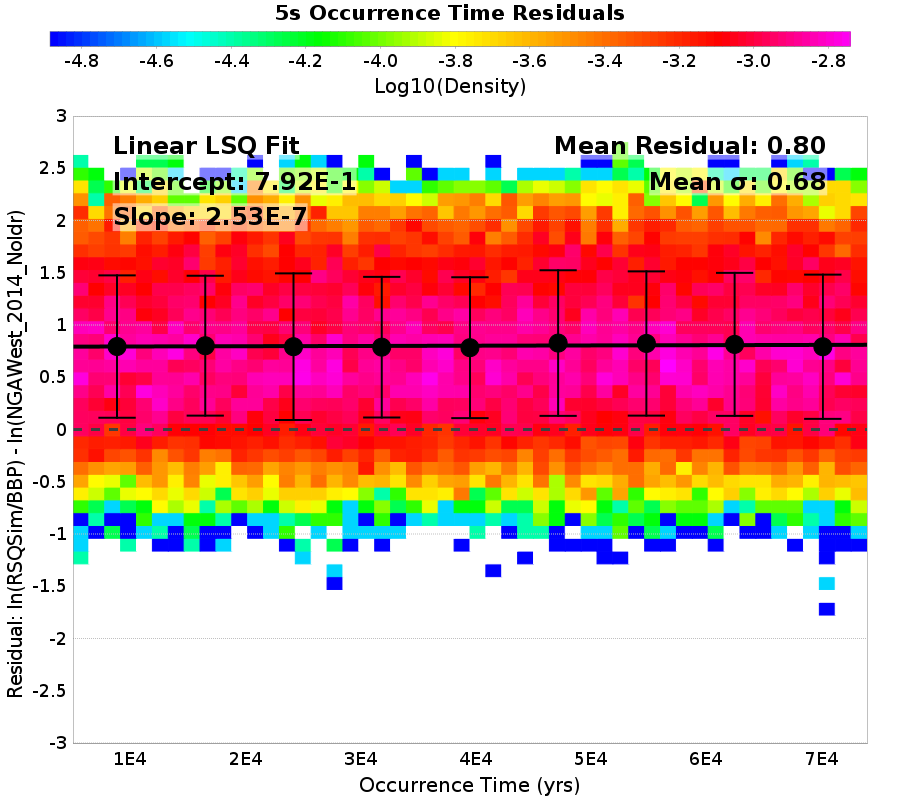 5s Occurrence Time Residuals
-4.8 -4.6 -4.4 -4.2 -4.0 -3.8 -3.6 -3.4 -3.2 -3.0 -2.8
Log10(Density)
Linear LSQ Fit
Intercept: 7.92E-1
Slope: 2.53E-7
Mean Residual: 0.80
Mean σ: 0.68
Residual: ln(RSQSim/BBP) - ln(NGAWest_2014_NoIdr)
3
2.5
2
1.5
1
0.5
0
-0.5
-1
-1.5
-2
-2.5
-3
1E4 2E4 3E4 4E4 5E4 6E4 7E4
Occurrence Time (yrs)